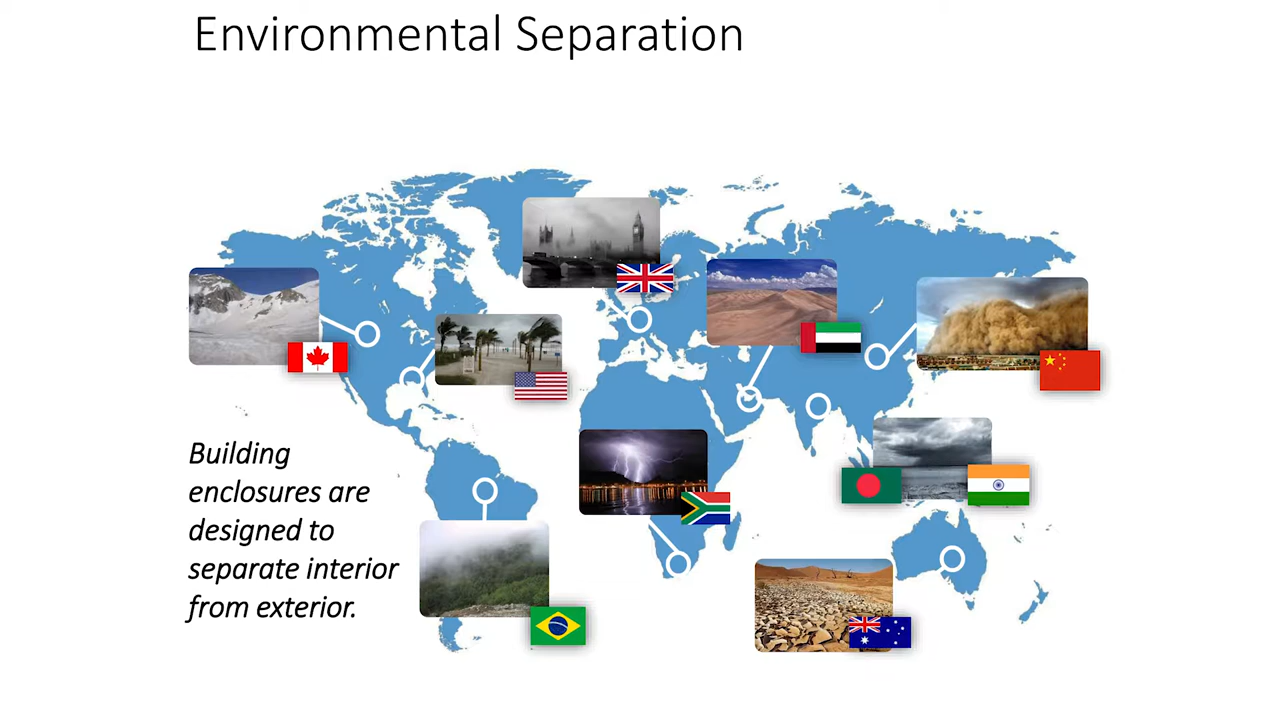 Environmental Separation
Building
enclosures are
designed to
separate interior
from exterior.